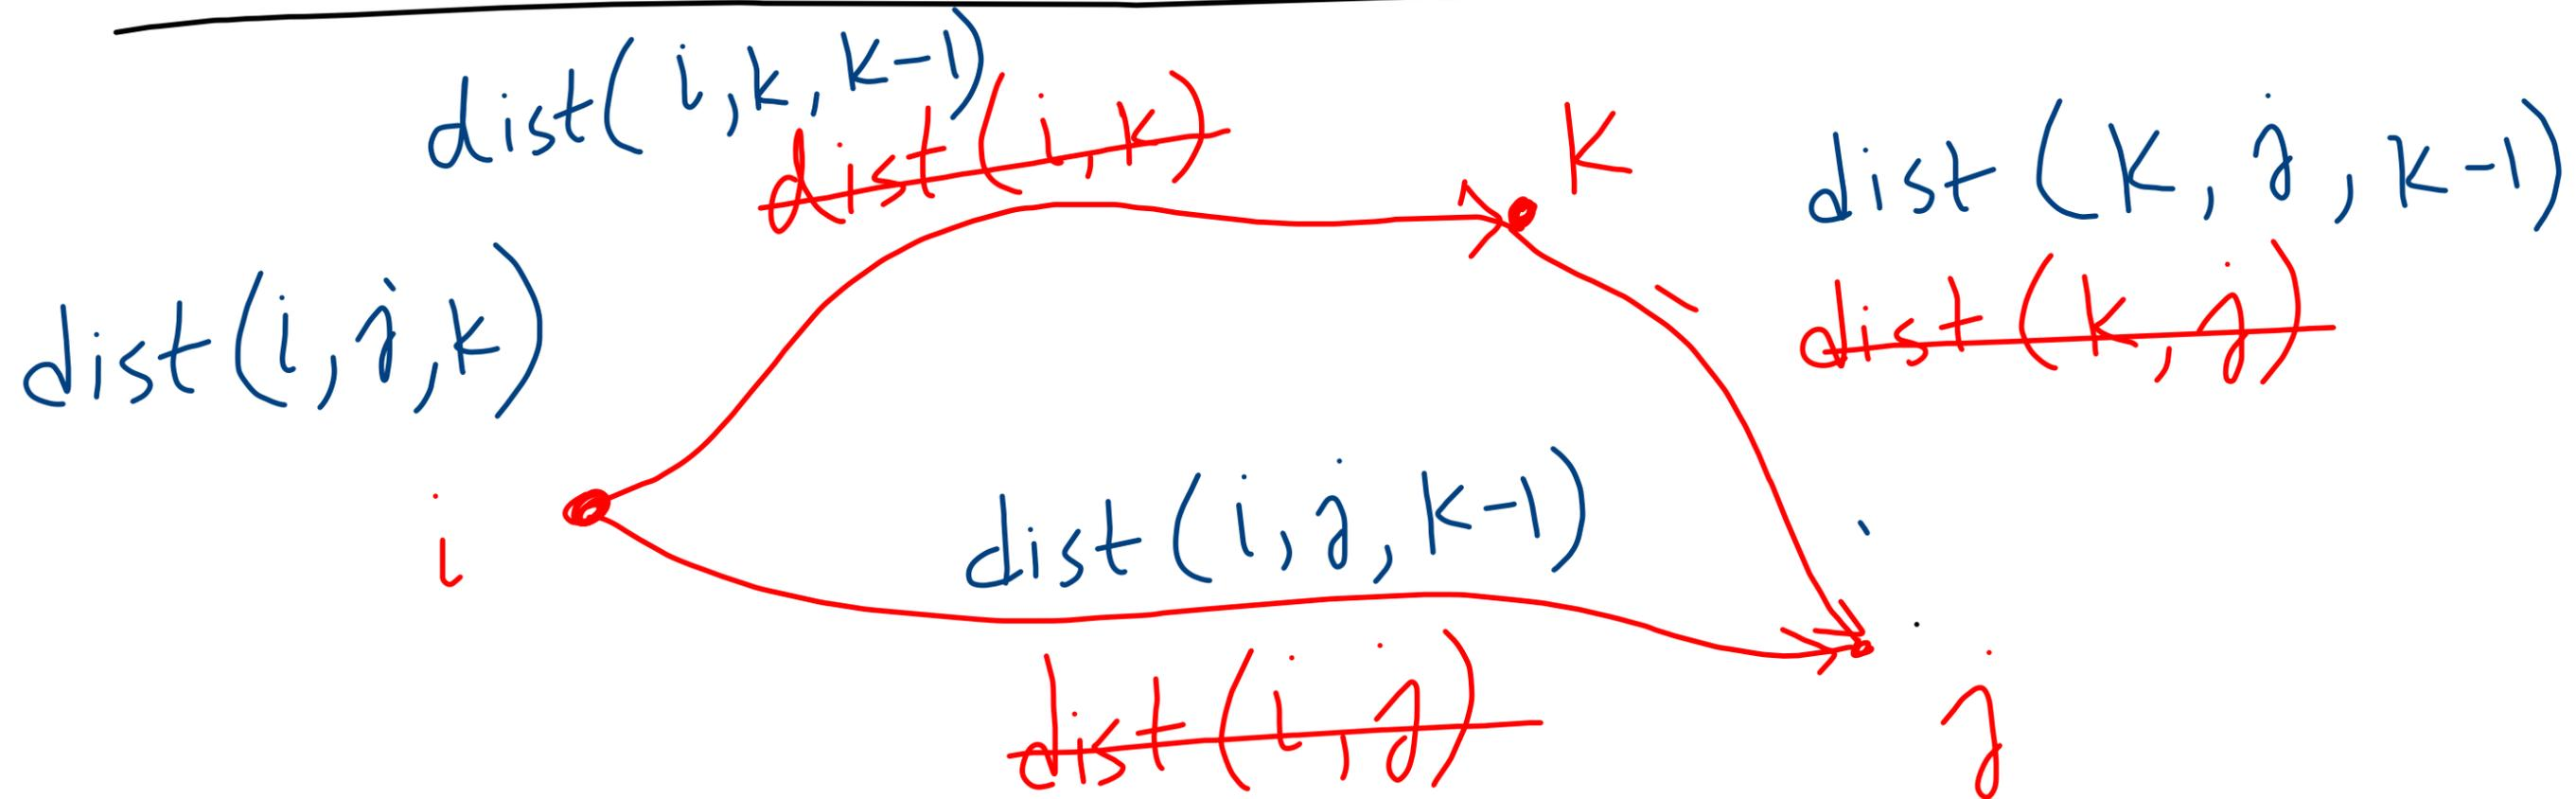 dist(i,k,k-1)
dist(i,k)
k
dist(k,j,k-1)
dist(k,j)
dist(i,j,k)
i
dist(i,j,k-1)
dist(i,j)
j